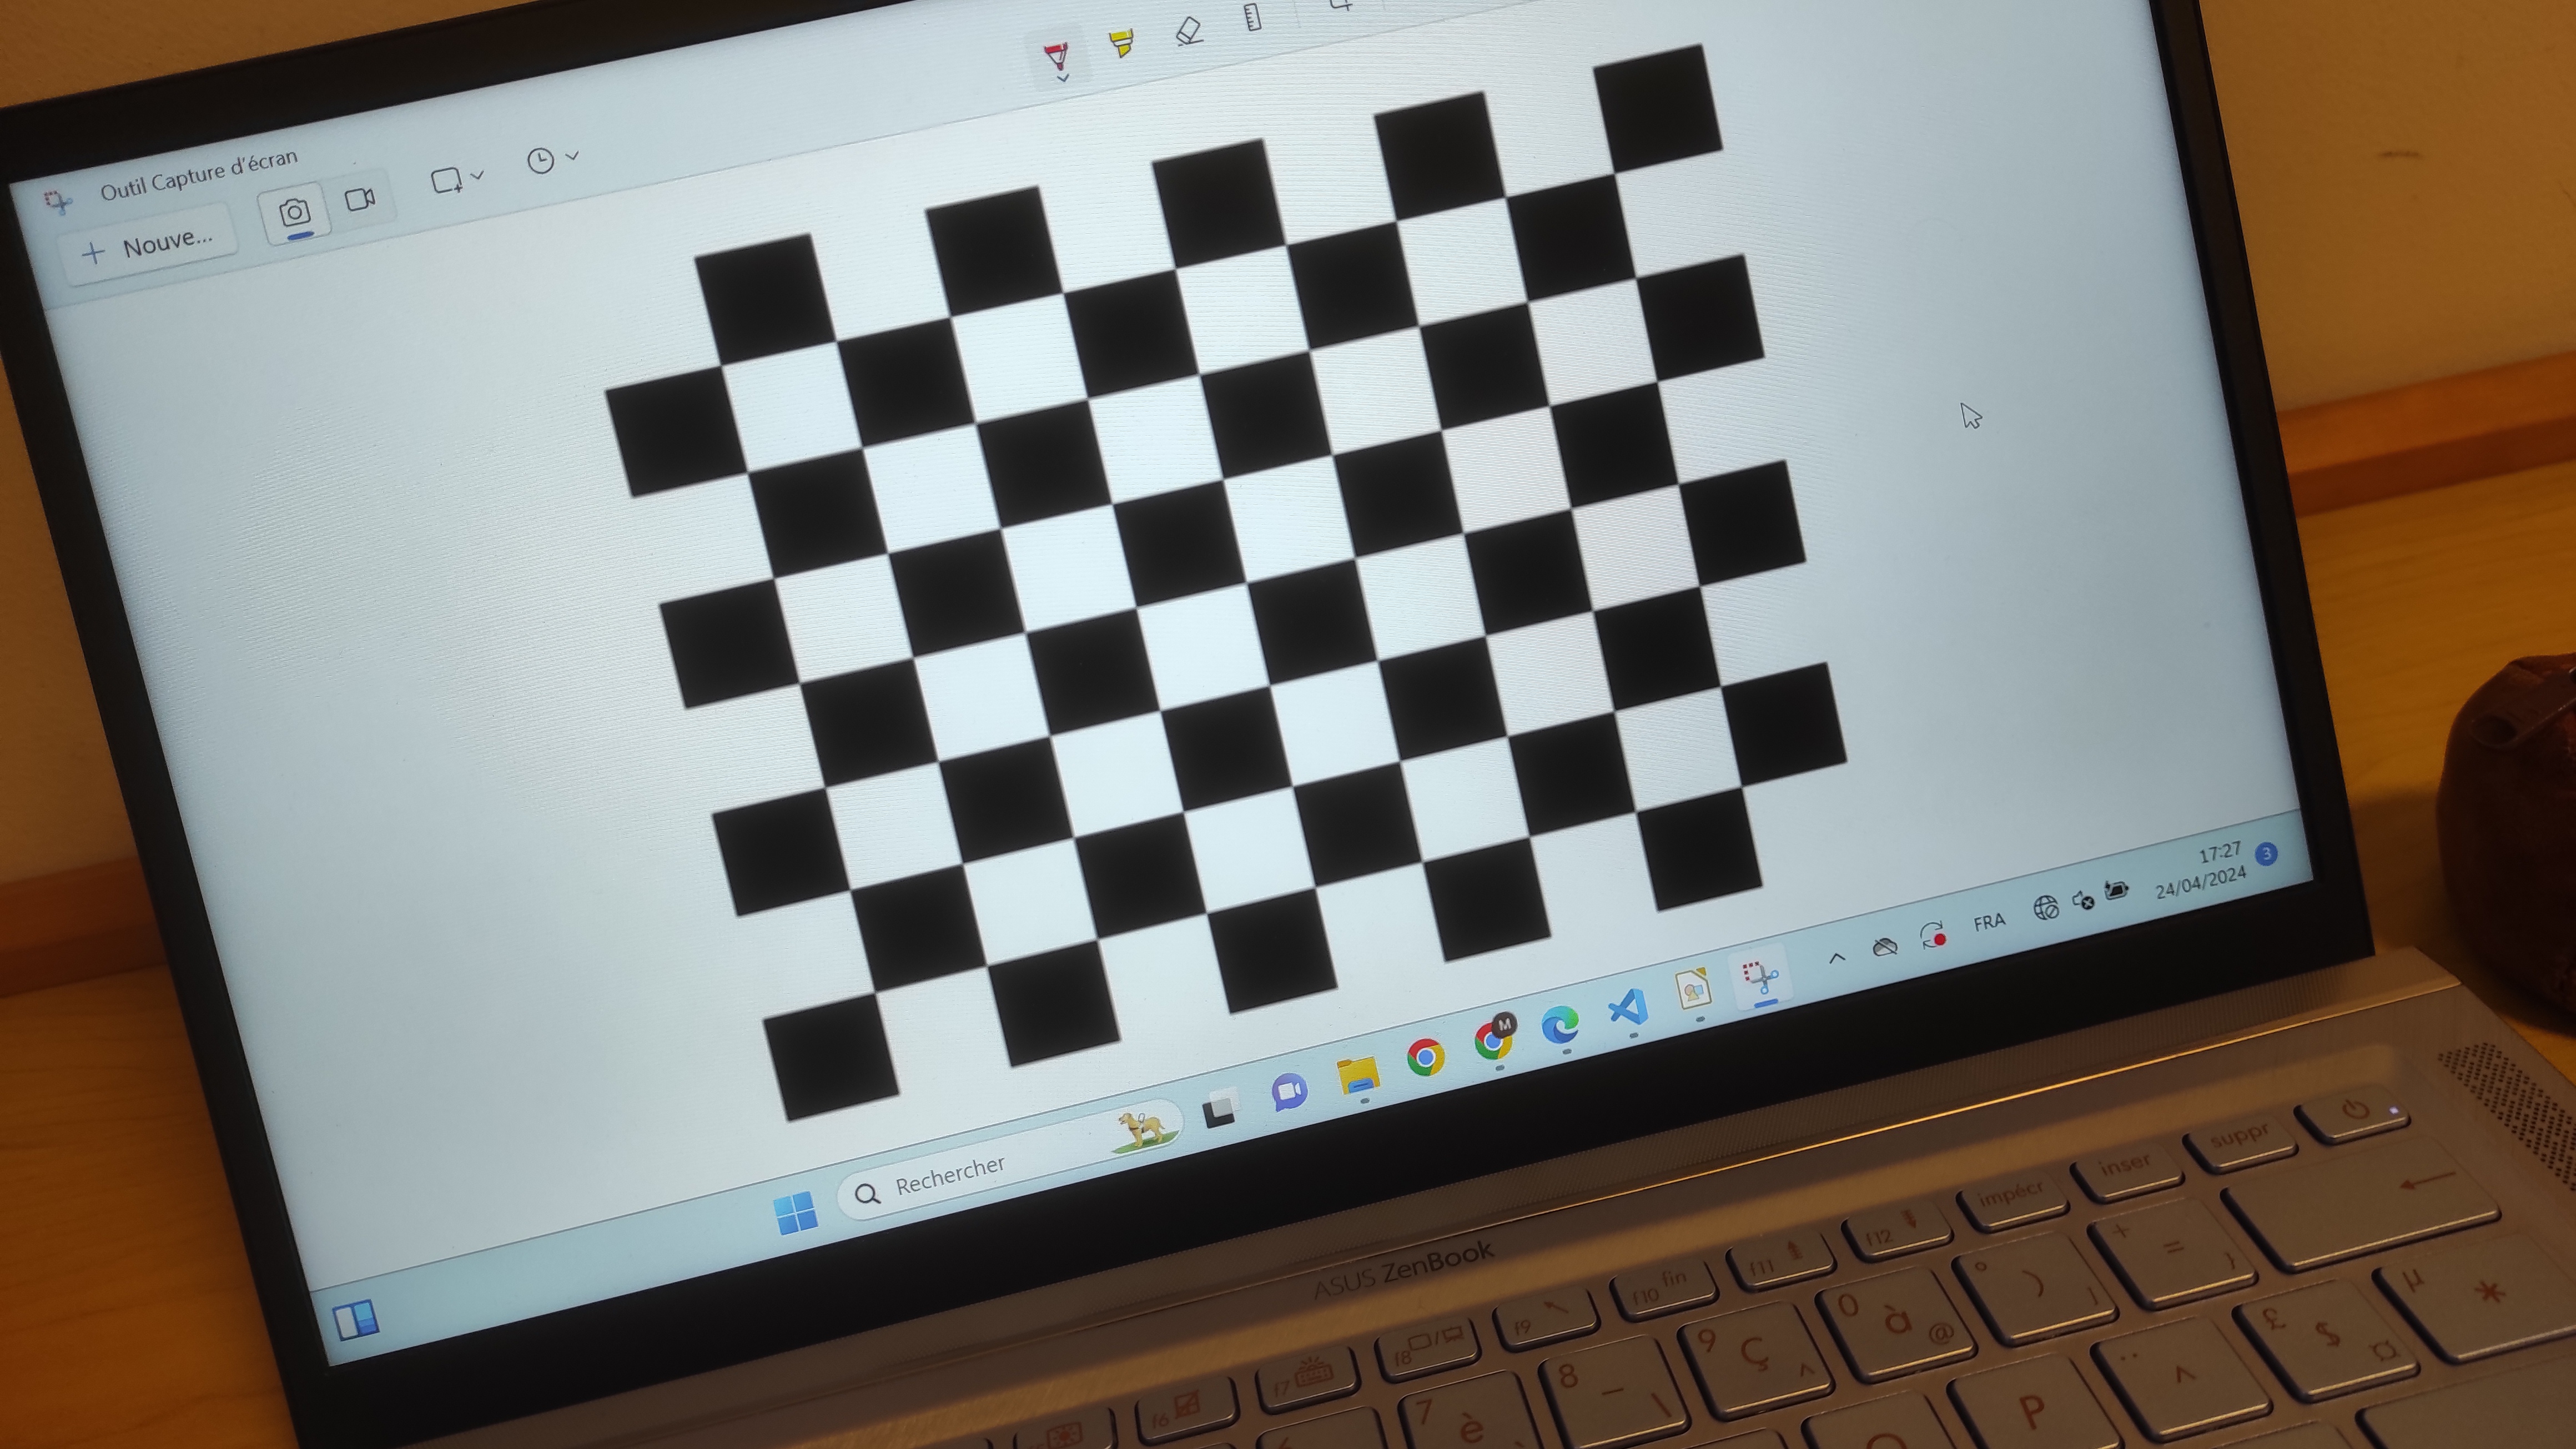 Outil Capture d'écran
Nouve...
17:27
24/04/2024
3
FRA
M
Rechercher
ASUS ZenBook
f6
f7
f8
f9
f10 fin
f11
f12
impécr
inser
suppr
7 è
8 _ \
9 ç ^
0 à @
° ) ]
+ = }
P
¨ ^
£ $ ¤
µ *